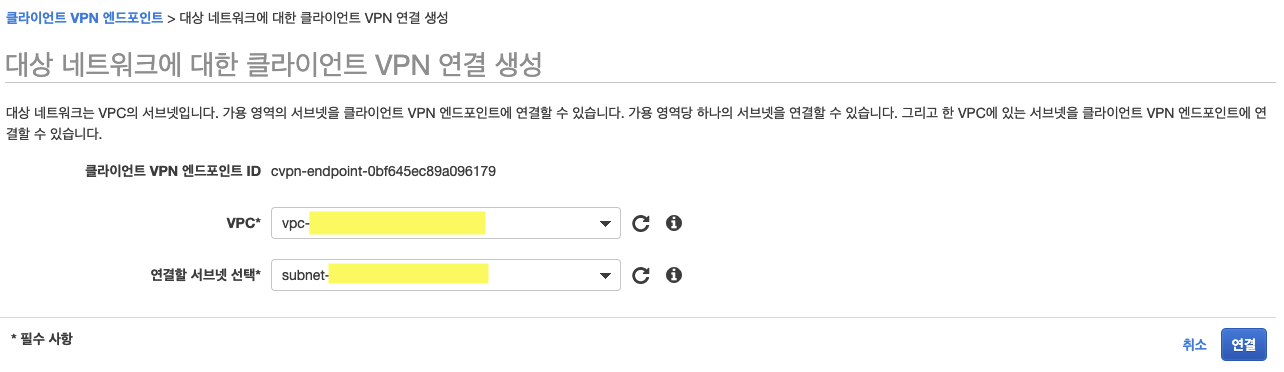 클라이언트 VPN 엔드포인트 > 대상 네트워크에 대한 클라이언트 VPN 연결 생성
대상 네트워크에 대한 클라이언트 VPN 연결 생성
대상 네트워크는 VPC의 서브넷입니다. 가용 영역의 서브넷을 클라이언트 VPN 엔드포인트에 연결할 수 있습니다. 가용 영역당 하나의 서브넷을 연결할 수 있습니다. 그리고 한 VPC에 있는 서브넷을 클라이언트 VPN 엔드포인트에 연
결할 수 있습니다.
클라이언트 VPN 엔드포인트 ID cvpn-endpoint-0bf645ec89a096179
VPC* vpc-
연결할 서브넷 선택* subnet-
* 필수 사항
취소 연결